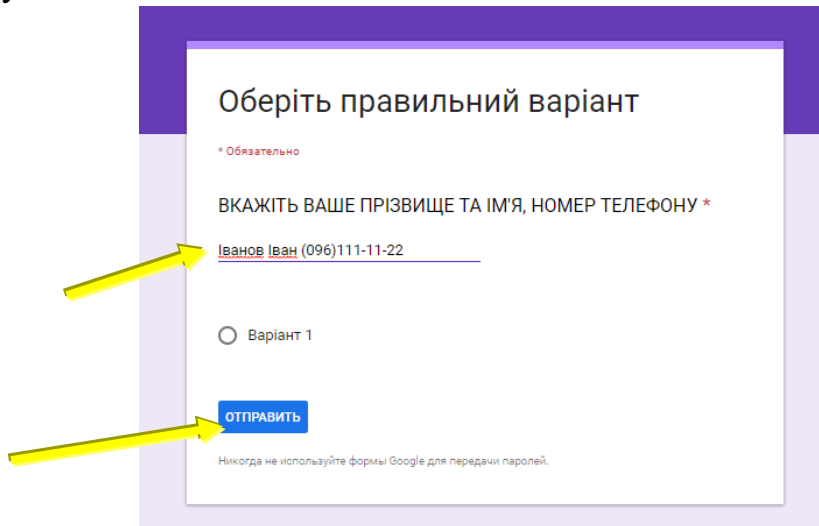 Оберіть правильний варіант
* Обязательно
ВКАЖІТЬ ВАШЕ ПРІЗВИЩЕ ТА ІМ'Я, НОМЕР ТЕЛЕФОНУ *
Іванов Іван (096)111-11-22
Варіант 1
ОТПРАВИТЬ
Никогда не используйте формы Google для передачи паролей.